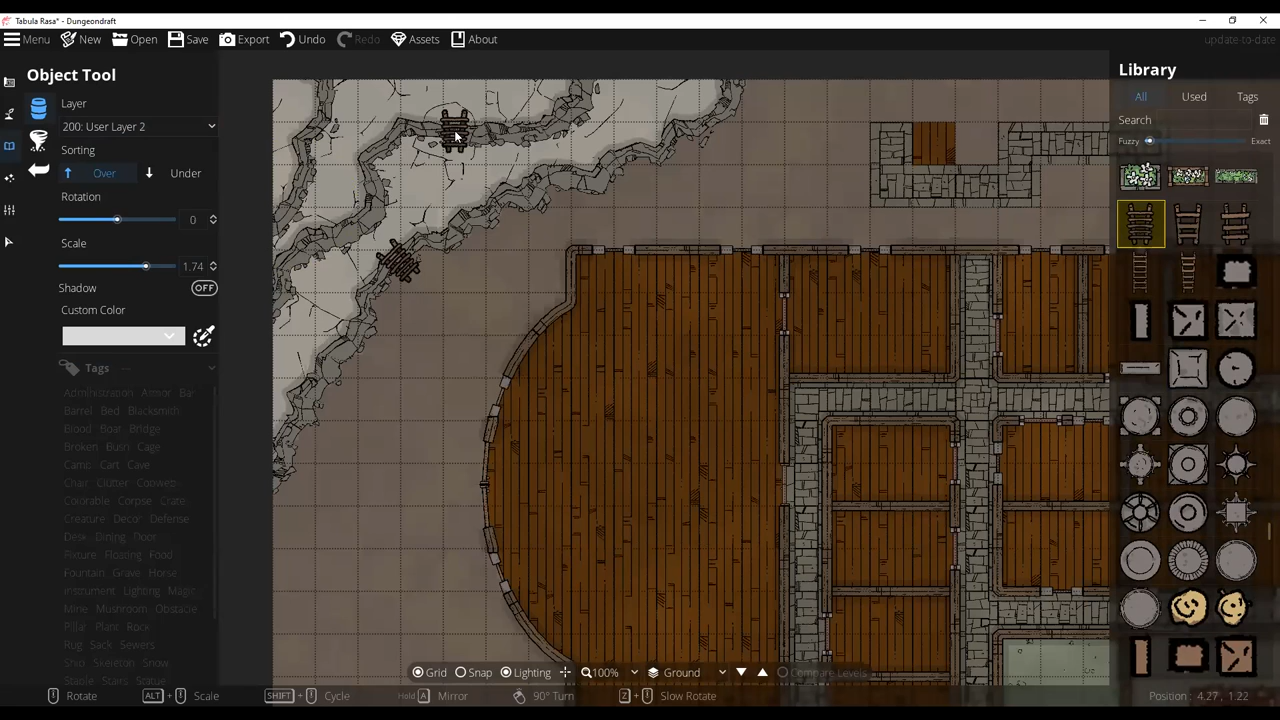 Tabula Rasa* - Dungeondraft
Menu New Open Save Export Undo Redo Assets About update-to-date
Object Tool
Layer
200: User Layer 2
Sorting
Over Under
Rotation
0
Scale
1.74
Shadow OFF
Custom Color
Tags
Administration Armor Bar
Barrel Bed Blacksmith
Blood Boat Bridge
Broken Bush Cage
Camp Cart Cave
Chair Clutter Cobweb
Colorable Corpse Crate
Creature Decor Defense
Desk Dining Door
Fixture Floating Food
Fountain Grave Horse
Instrument Lighting Magic
Mine Mushroom Obstacle
Pillar Plant Rock
Rug Sack Sewers
Ship Skeleton Snow
Staple Stairs Statue
Library
All Used Tags
Search
Fuzzy Exact
Grid Snap Lighting 100% Ground Compare Levels
Rotate ALT + Scale SHIFT + Cycle Hold A Mirror 90° Turn Z + Slow Rotate Position : 4.27, 1.22